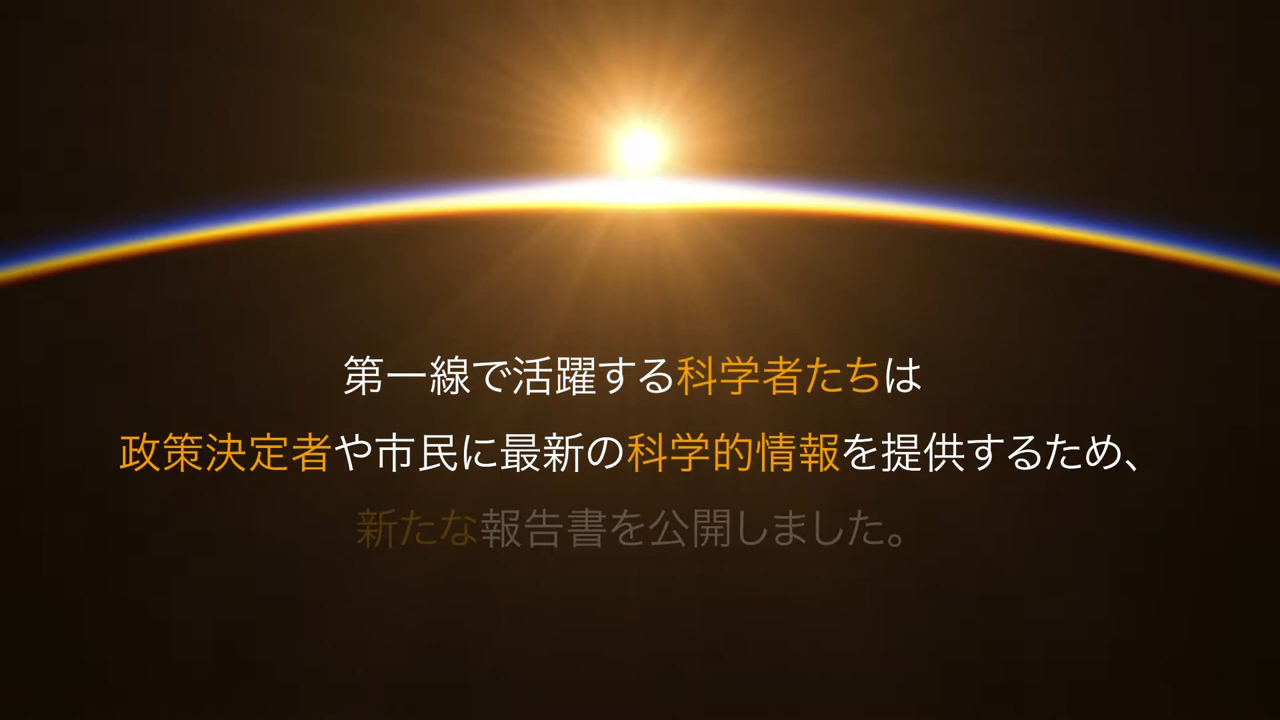 第一線で活躍する科学者たちは
政策決定者や市民に最新の科学的情報を提供するため、
新たな報告書を公開しました。